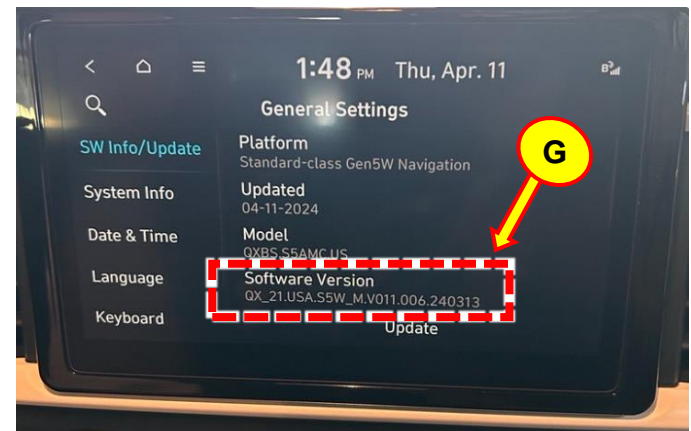 1:48 PM Thu, Apr. 11
General Settings
SW Info/Update
Platform
Standard-class Gen5W Navigation
System Info
Updated
04-11-2024
Date & Time
Model
QXBS.S5AMC.US
Language
Software Version
QX_21.USA.S5W_M.V011.006.240313
Keyboard
Update
G